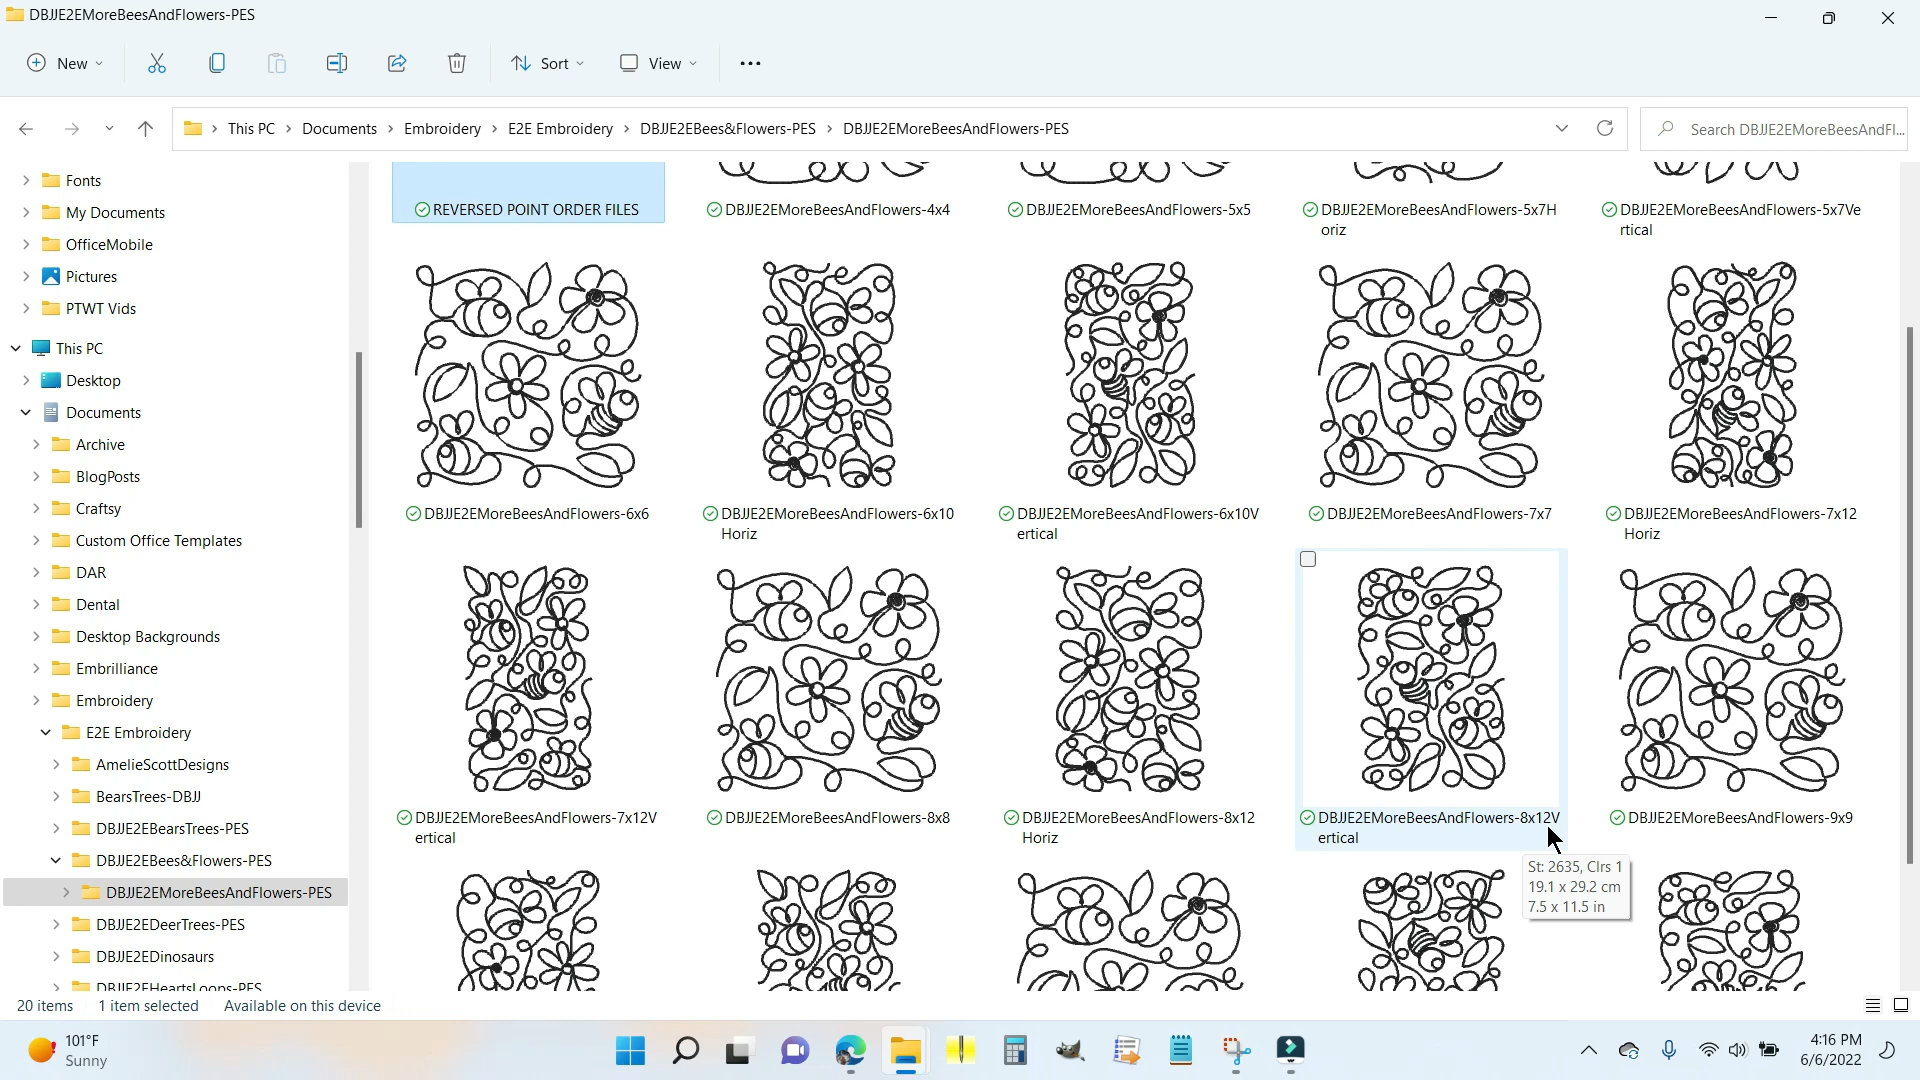 DBJJE2EMoreBeesAndFlowers-PES
New
Sort
View
This PC > Documents > Embroidery > E2E Embroidery > DBJJE2EBees&Flowers-PES > DBJJE2EMoreBeesAndFlowers-PES
Search DBJJE2EMoreBeesAndFl...
Fonts
My Documents
OfficeMobile
Pictures
PTWT Vids
This PC
Desktop
Documents
Archive
BlogPosts
Craftsy
Custom Office Templates
DAR
Dental
Desktop Backgrounds
Embrilliance
Embroidery
E2E Embroidery
AmelieScottDesigns
BearsTrees-DBJJ
DBJJE2EBearsTrees-PES
DBJJE2EBees&Flowers-PES
DBJJE2EMoreBeesAndFlowers-PES
DBJJE2EDeerTrees-PES
DBJJE2EDinosaurs
DBJJE2EHeartsLoops-PES
REVERSED POINT ORDER FILES
DBJJE2EMoreBeesAndFlowers-4x4
DBJJE2EMoreBeesAndFlowers-5x5
DBJJE2EMoreBeesAndFlowers-5x7H
oriz
DBJJE2EMoreBeesAndFlowers-5x7Ve
rtical
DBJJE2EMoreBeesAndFlowers-6x6
DBJJE2EMoreBeesAndFlowers-6x10
Horiz
DBJJE2EMoreBeesAndFlowers-6x10V
ertical
DBJJE2EMoreBeesAndFlowers-7x7
DBJJE2EMoreBeesAndFlowers-7x12
Horiz
DBJJE2EMoreBeesAndFlowers-7x12V
ertical
DBJJE2EMoreBeesAndFlowers-8x8
DBJJE2EMoreBeesAndFlowers-8x12
Horiz
DBJJE2EMoreBeesAndFlowers-8x12V
ertical
DBJJE2EMoreBeesAndFlowers-9x9
St: 2635, Clrs 1
19.1 x 29.2 cm
7.5 x 11.5 in
20 items 1 item selected Available on this device
101°F
Sunny
4:16 PM
6/6/2022